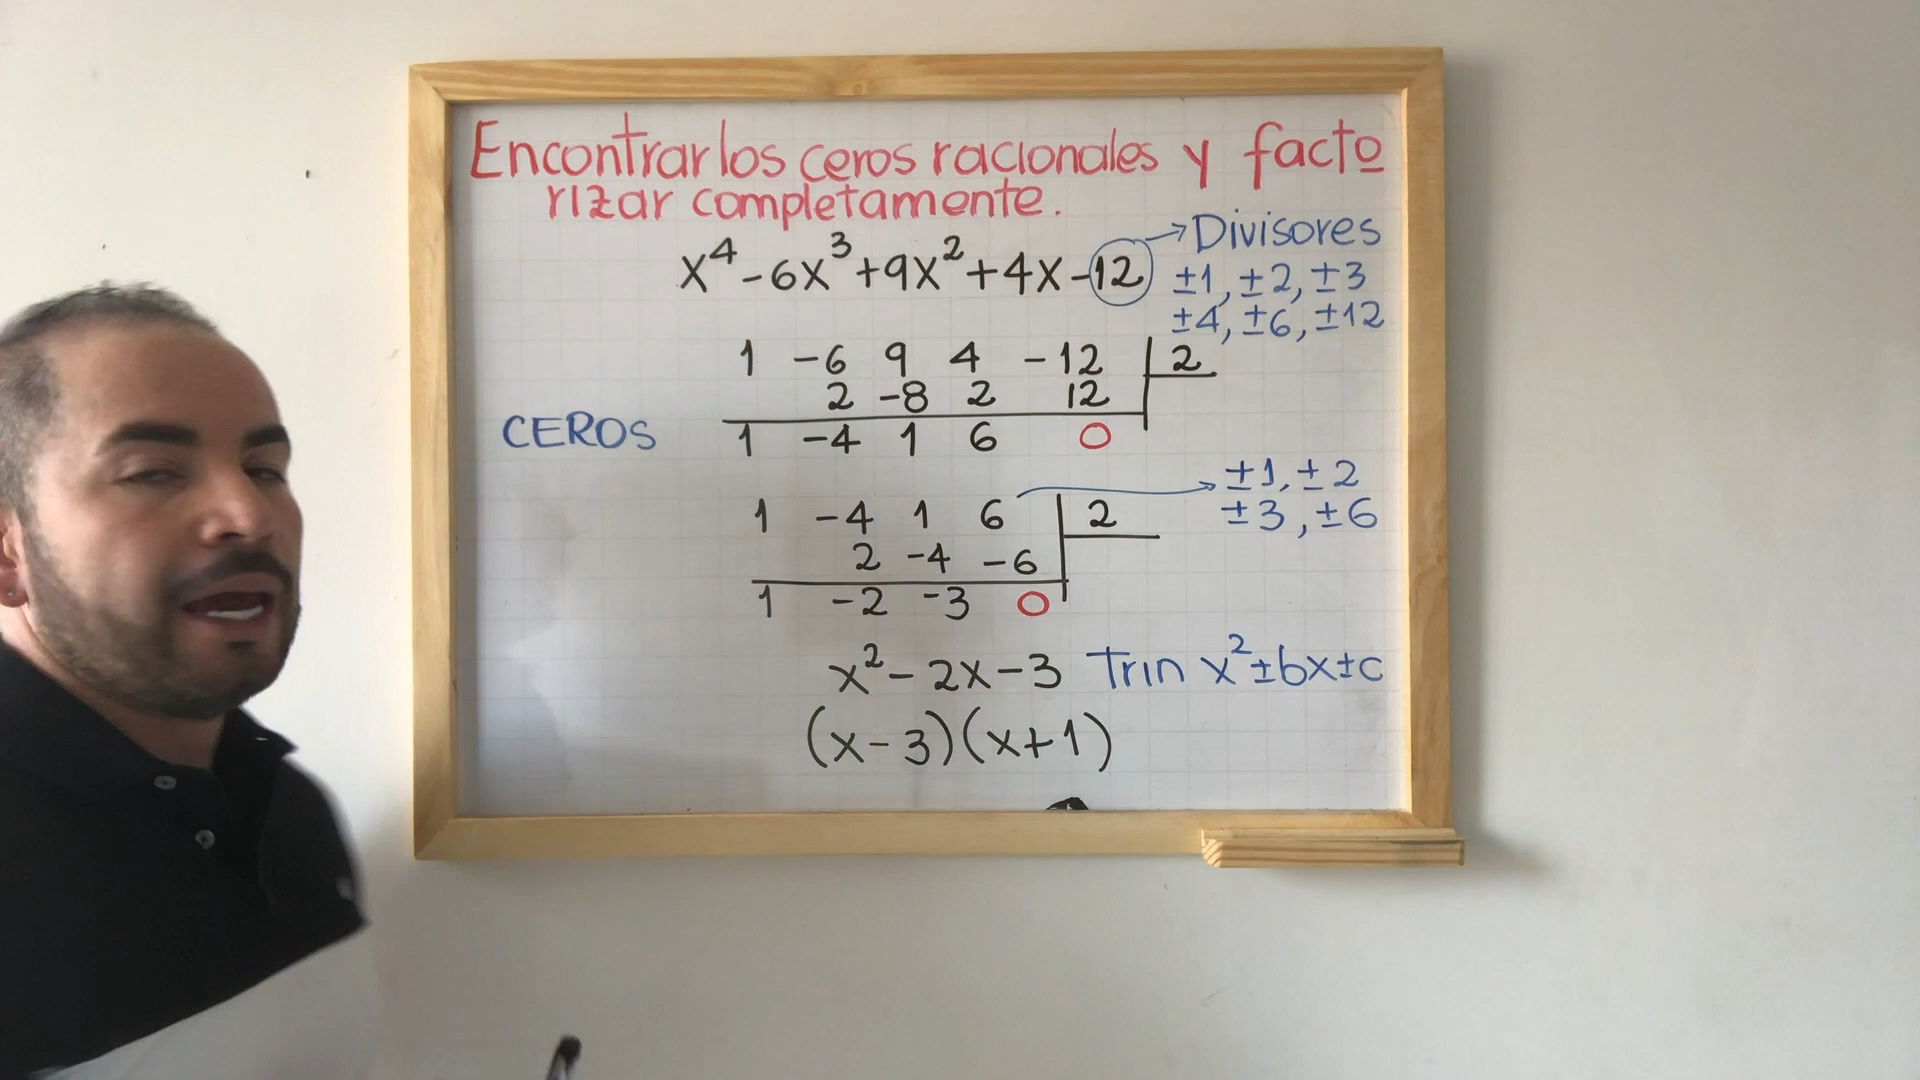 Encontrar los ceros racionales y facto
rizar completamente.
x⁴-6x³+9x²+4x-12 → Divisores
±1, ±2, ±3
±4, ±6, ±12
1 -6 9 4 -12 | 2
2 -8 2 12
CEROS
1 -4 1 6 0
±1, ±2
±3, ±6
1 -4 1 6 | 2
2 -4 -6
1 -2 -3 0
x²-2x-3 Trin x²±bx±c
(x-3)(x+1)